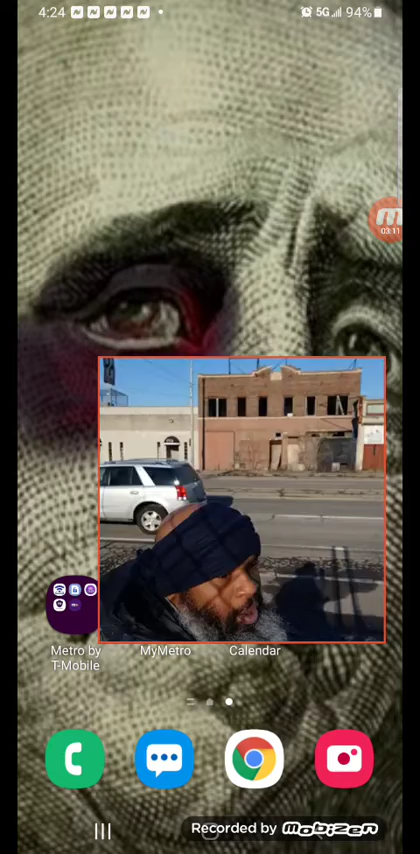 4:24
5G 94%
03:11
Metro by
T-Mobile
MyMetro
Calendar
Recorded by mobizen